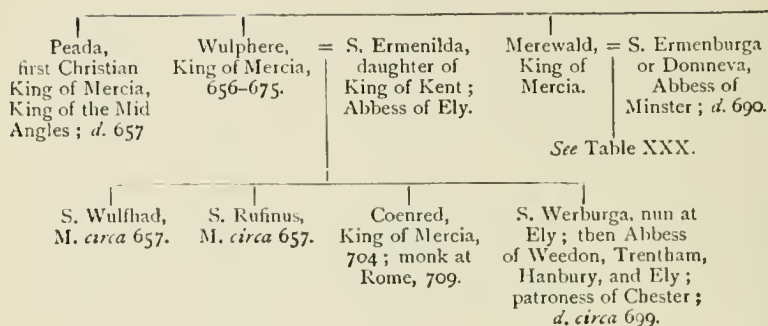 Peada,
first Christian
King of Mercia,
King of the Mid
Angles ; d. 657
Wulphere,
King of Mercia,
656–675.
= S. Ermenilda,
daughter of
King of Kent ;
Abbess of Ely.
Merewald,
King of
Mercia.
= S. Ermenburga
or Domneva,
Abbess of
Minster ; d. 690.
See Table XXX.
S. Wulfhad,
M. circa 657.
S. Rufinus,
M. circa 657.
Coenred,
King of Mercia,
704 ; monk at
Rome, 709.
S. Werburga, nun at
Ely ; then Abbess
of Weedon, Trentham,
Hanbury, and Ely ;
patroness of Chester ;
d. circa 699.